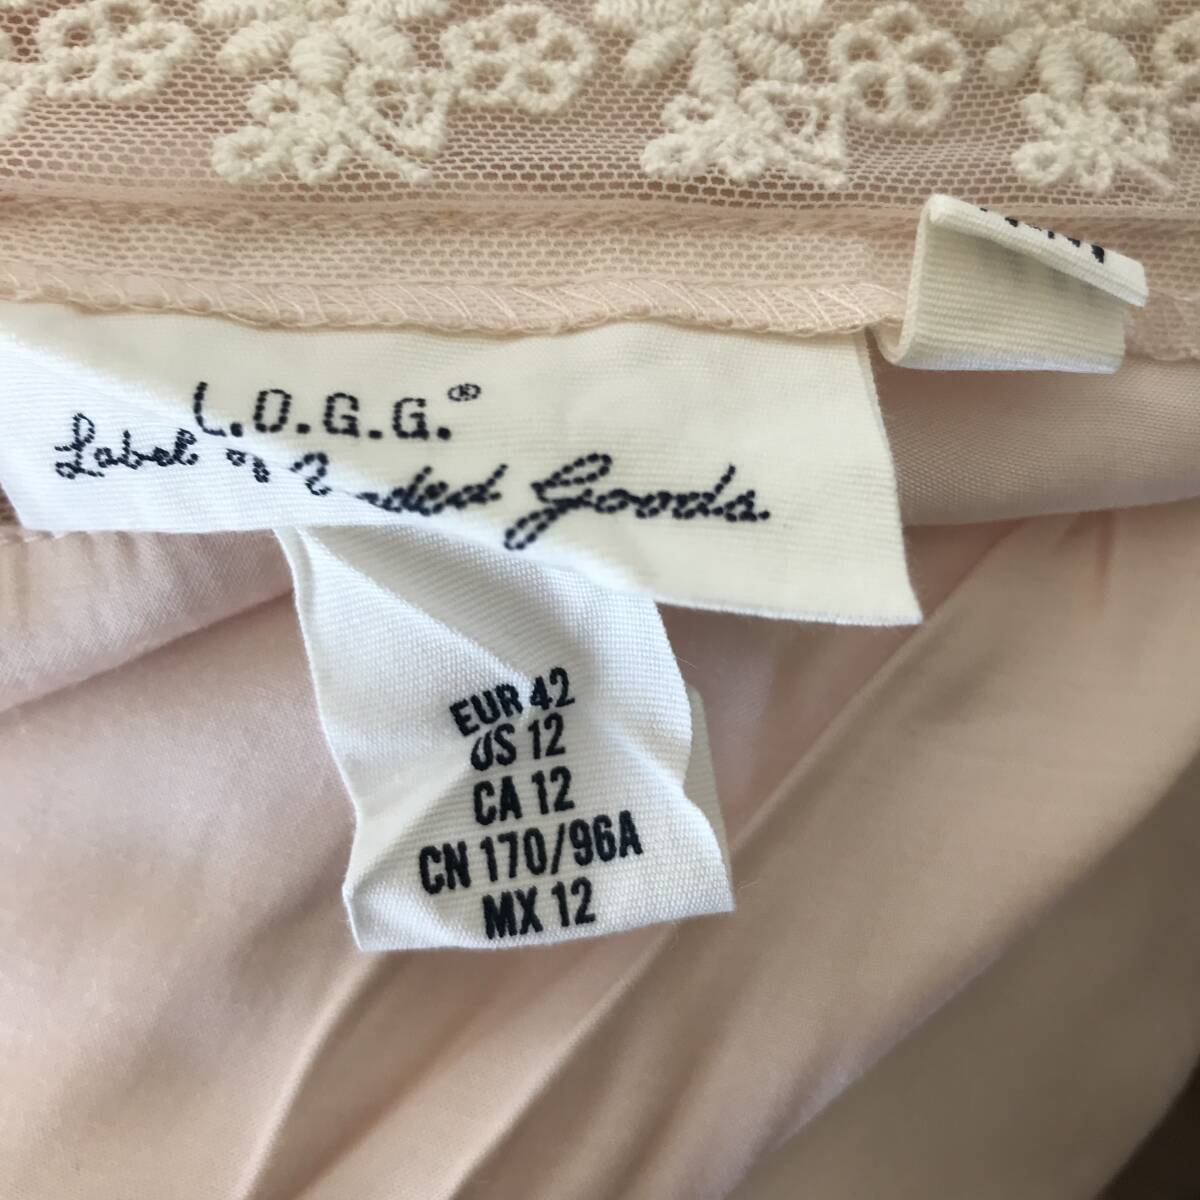 L.O.G.G.®
Label of Graded Goods.
EUR 42
US 12
CA 12
CN 170/96A
MX 12